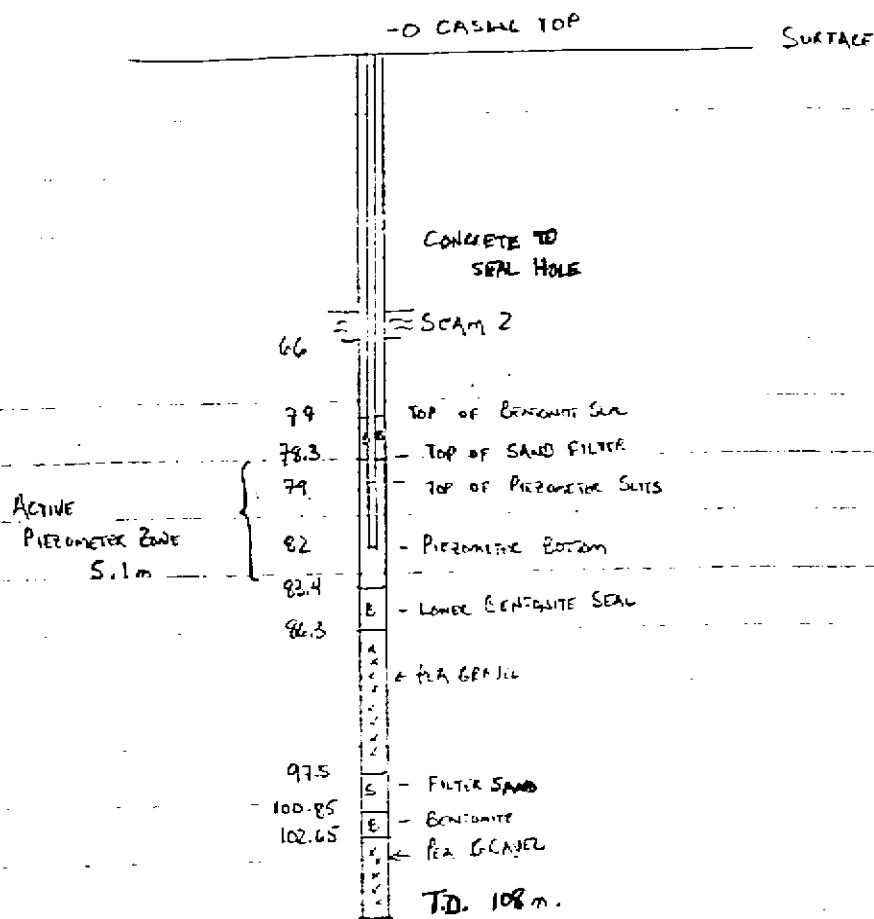 -0 CASING TOP
SURFACE
CONCRETE TO
SEAL HOLE
SEAM 2
66
79 TOP OF BENTONITE SEAL
78.3 - TOP OF SAND FILTER
79 - TOP OF PIEZOMETER SLITS
ACTIVE
PIEZOMETER ZONE
5.1m
82 - PIEZOMETER BOTTOM
83.4
B - LOWER BENTONITE SEAL
86.3
← PEA GRAVEL
97.5
S - FILTER SAND
100.85
B - BENTONITE
102.65
← PEA GRAVEL
T.D. 108 m.